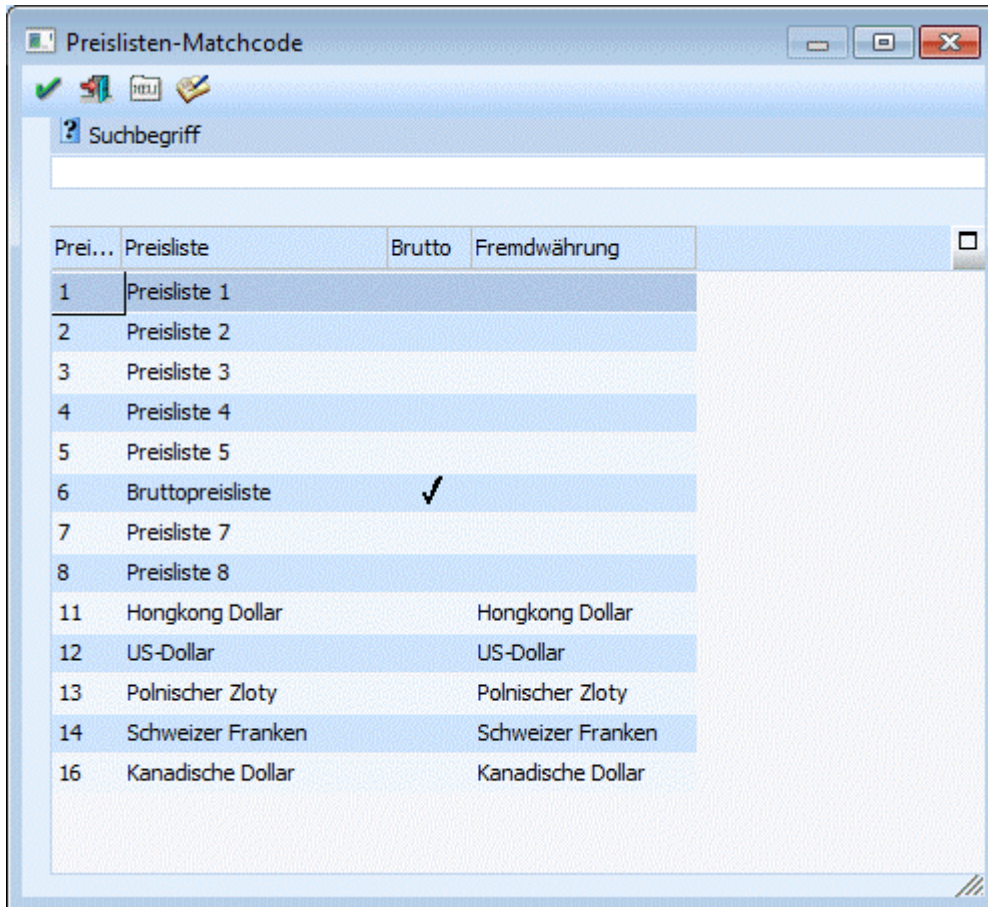 Preislisten-Matchcode
NEU
Suchbegriff
Prei... Preisliste Brutto Fremdwährung
1 Preisliste 1
2 Preisliste 2
3 Preisliste 3
4 Preisliste 4
5 Preisliste 5
6 Bruttopreisliste ✓
7 Preisliste 7
8 Preisliste 8
11 Hongkong Dollar Hongkong Dollar
12 US-Dollar US-Dollar
13 Polnischer Zloty Polnischer Zloty
14 Schweizer Franken Schweizer Franken
16 Kanadische Dollar Kanadische Dollar